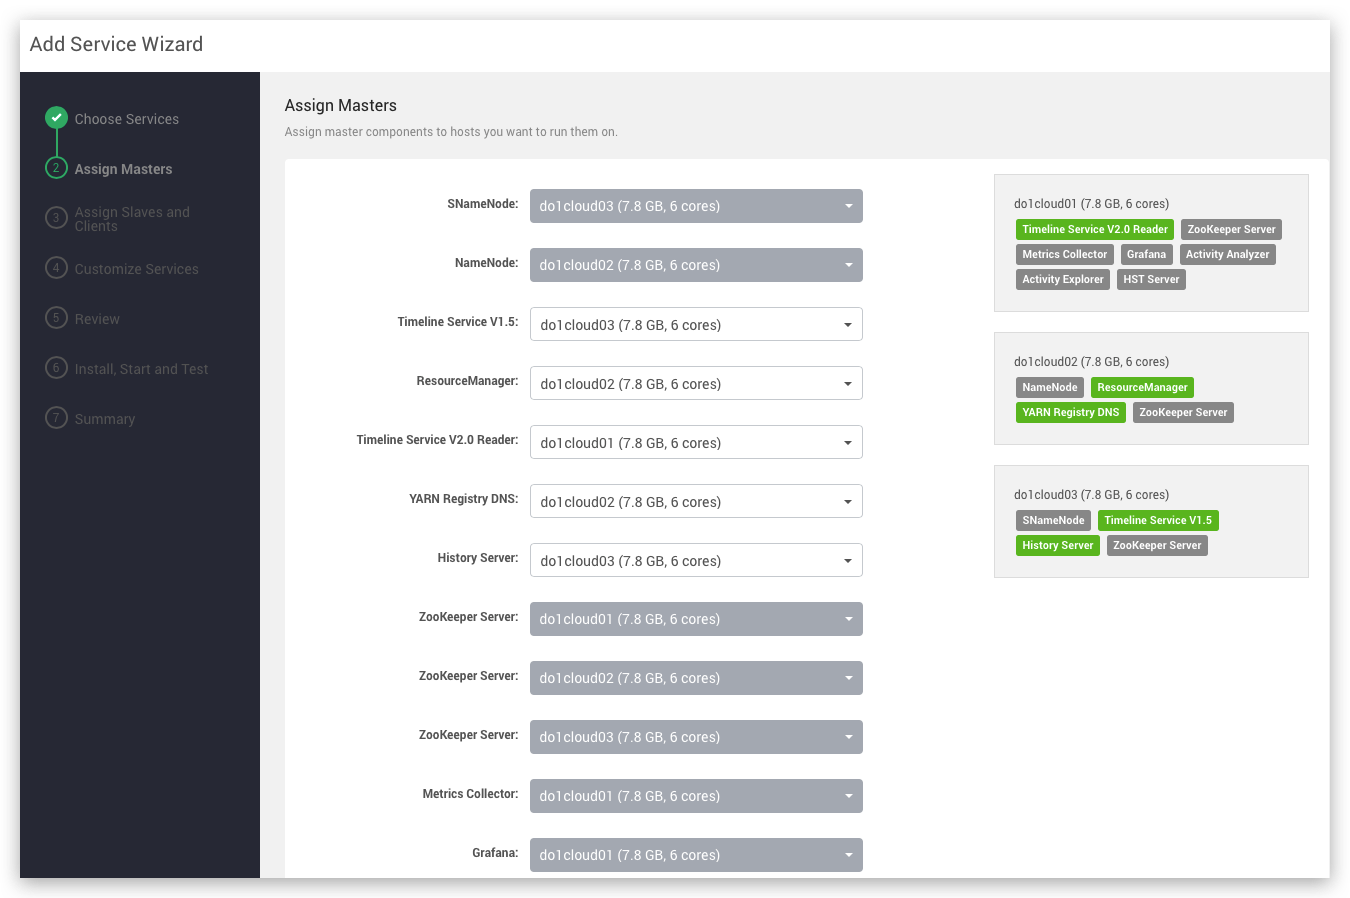 Add Service Wizard
Choose Services
2 Assign Masters
3 Assign Slaves and
Clients
4 Customize Services
5 Review
6 Install, Start and Test
7 Summary
Assign Masters
Assign master components to hosts you want to run them on.
SNameNode: do1cloud03 (7.8 GB, 6 cores)
NameNode: do1cloud02 (7.8 GB, 6 cores)
Timeline Service V1.5: do1cloud03 (7.8 GB, 6 cores)
ResourceManager: do1cloud02 (7.8 GB, 6 cores)
Timeline Service V2.0 Reader: do1cloud01 (7.8 GB, 6 cores)
YARN Registry DNS: do1cloud02 (7.8 GB, 6 cores)
History Server: do1cloud03 (7.8 GB, 6 cores)
ZooKeeper Server: do1cloud01 (7.8 GB, 6 cores)
ZooKeeper Server: do1cloud02 (7.8 GB, 6 cores)
ZooKeeper Server: do1cloud03 (7.8 GB, 6 cores)
Metrics Collector: do1cloud01 (7.8 GB, 6 cores)
Grafana: do1cloud01 (7.8 GB, 6 cores)
do1cloud01 (7.8 GB, 6 cores)
Timeline Service V2.0 Reader ZooKeeper Server
Metrics Collector Grafana Activity Analyzer
Activity Explorer HST Server
do1cloud02 (7.8 GB, 6 cores)
NameNode ResourceManager
YARN Registry DNS ZooKeeper Server
do1cloud03 (7.8 GB, 6 cores)
SNameNode Timeline Service V1.5
History Server ZooKeeper Server